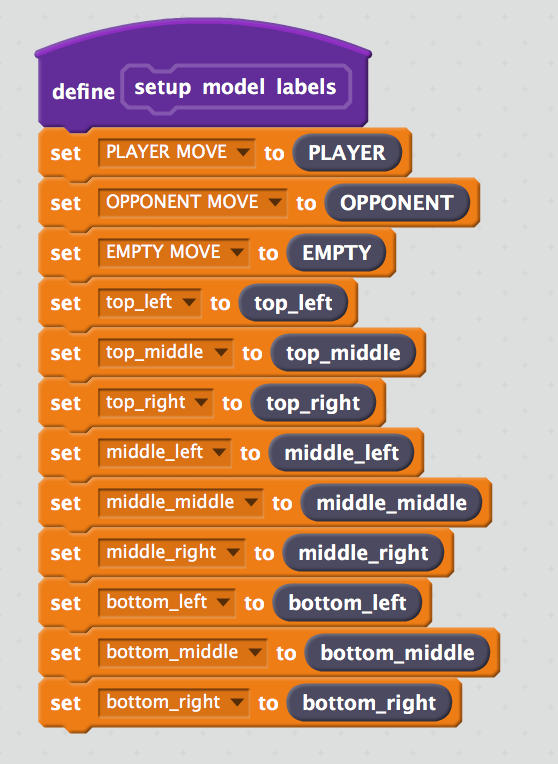 define setup model labels
set PLAYER MOVE to PLAYER
set OPPONENT MOVE to OPPONENT
set EMPTY MOVE to EMPTY
set top_left to top_left
set top_middle to top_middle
set top_right to top_right
set middle_left to middle_left
set middle_middle to middle_middle
set middle_right to middle_right
set bottom_left to bottom_left
set bottom_middle to bottom_middle
set bottom_right to bottom_right